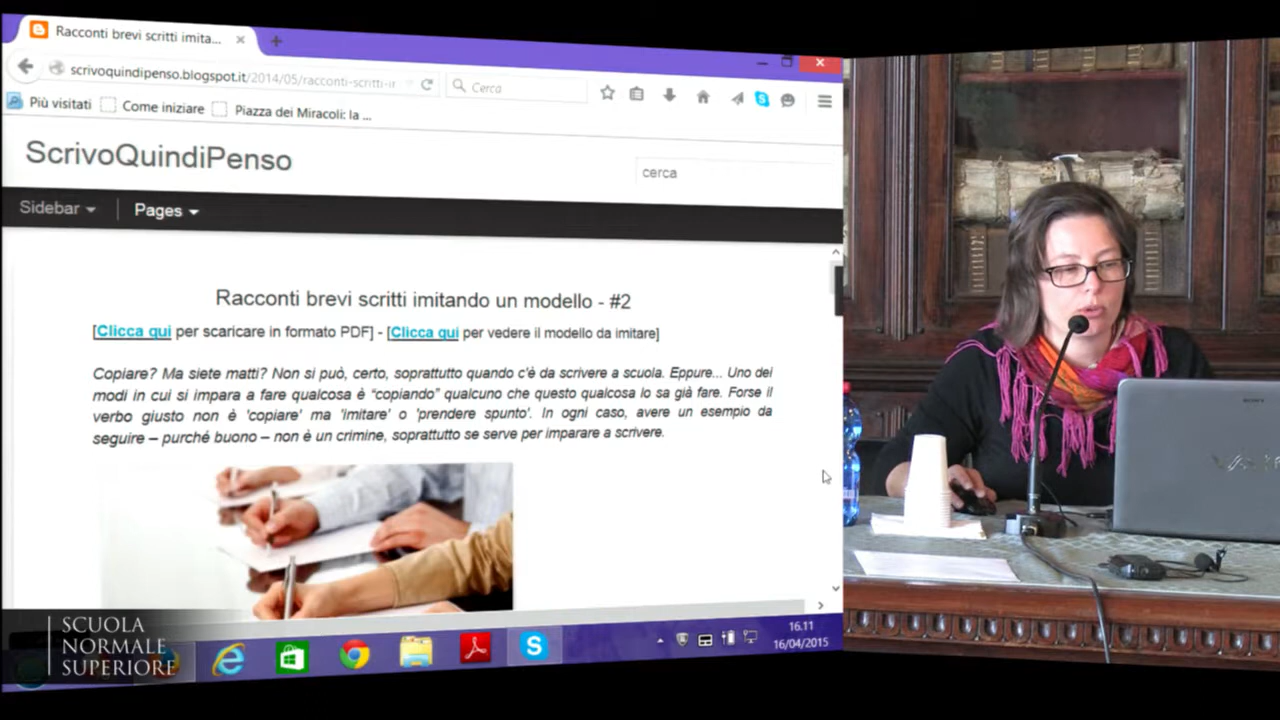 Racconti brevi scritti imita...
scrivoquindipenso.blogspot.it/2014/05/racconti-scritti-ir
Cerca
Più visitati
Come iniziare
Piazza dei Miracoli: la ...
ScrivoQuindiPenso
cerca
Sidebar
Pages
Racconti brevi scritti imitando un modello - #2
[Clicca qui per scaricare in formato PDF] - [Clicca qui per vedere il modello da imitare]
Copiare? Ma siete matti? Non si può, certo, soprattutto quando c'è da scrivere a scuola. Eppure... Uno dei
modi in cui si impara a fare qualcosa è “copiando” qualcuno che questo qualcosa lo sa già fare. Forse il
verbo giusto non è 'copiare' ma 'imitare' o 'prendere spunto'. In ogni caso, avere un esempio da
seguire – purché buono – non è un crimine, soprattutto se serve per imparare a scrivere.
SCUOLA
NORMALE
SUPERIORE
16.11
16/04/2015
SONY
VAIO